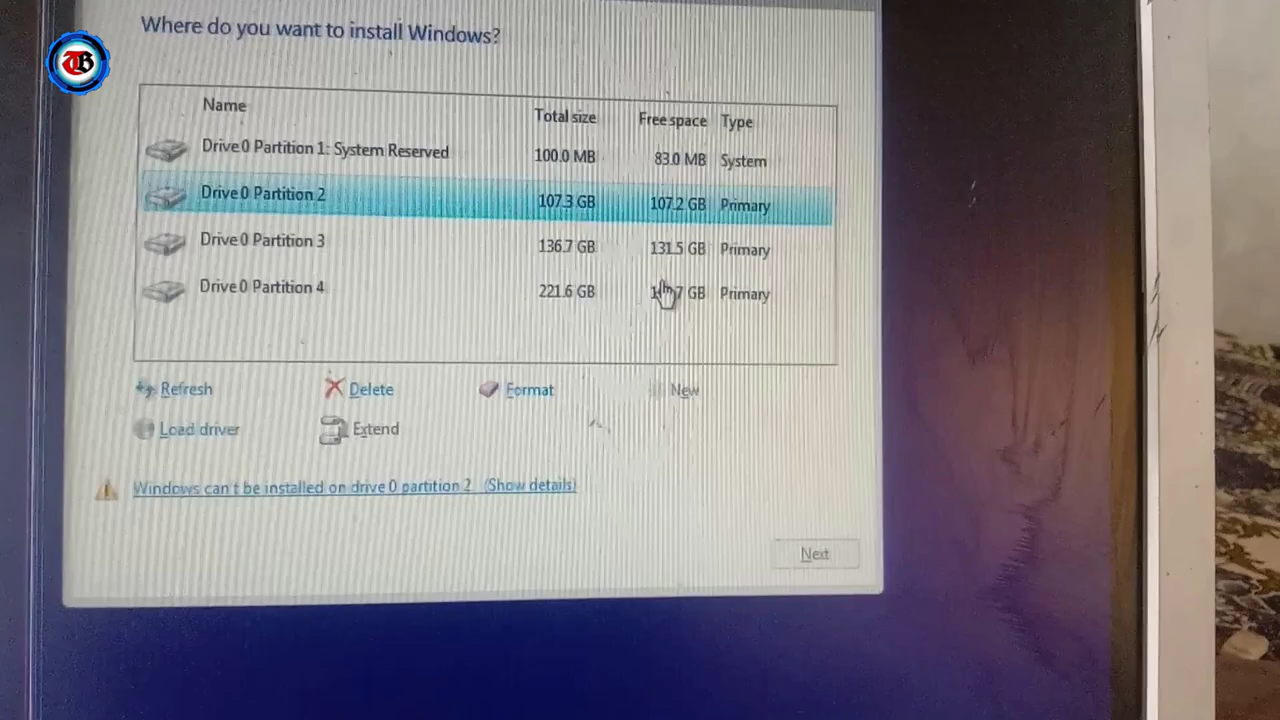 TB
Where do you want to install Windows?
Name Total size Free space Type
Drive 0 Partition 1: System Reserved 100.0 MB 83.0 MB System
Drive 0 Partition 2 107.3 GB 107.2 GB Primary
Drive 0 Partition 3 136.7 GB 131.5 GB Primary
Drive 0 Partition 4 221.6 GB GB Primary
Refresh Delete Format New
Load driver Extend
Windows can't be installed on drive 0 partition 2 (Show details)
Next